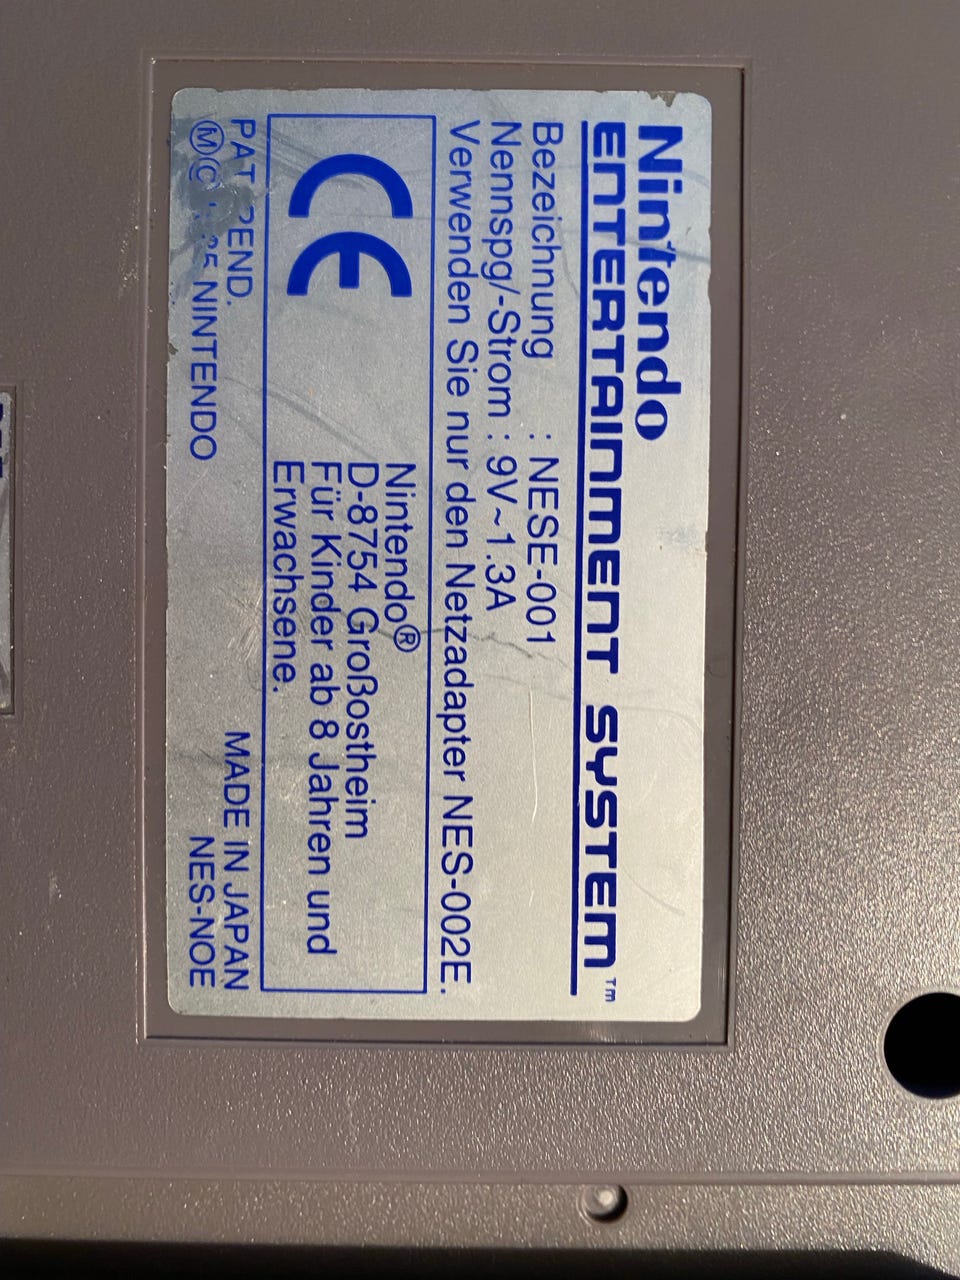 Nintendo
ENTERTAINMENT SYSTEM™
Bezeichnung : NESE-001
Nennspg/-Strom : 9V~1.3A
Verwenden Sie nur den Netzadapter NES-002E.
CE
Nintendo®
D-8754 Großostheim
Für Kinder ab 8 Jahren und
Erwachsene.
PAT PEND.
MADE IN JAPAN
Ⓜ© NINTENDO
NES-NOE